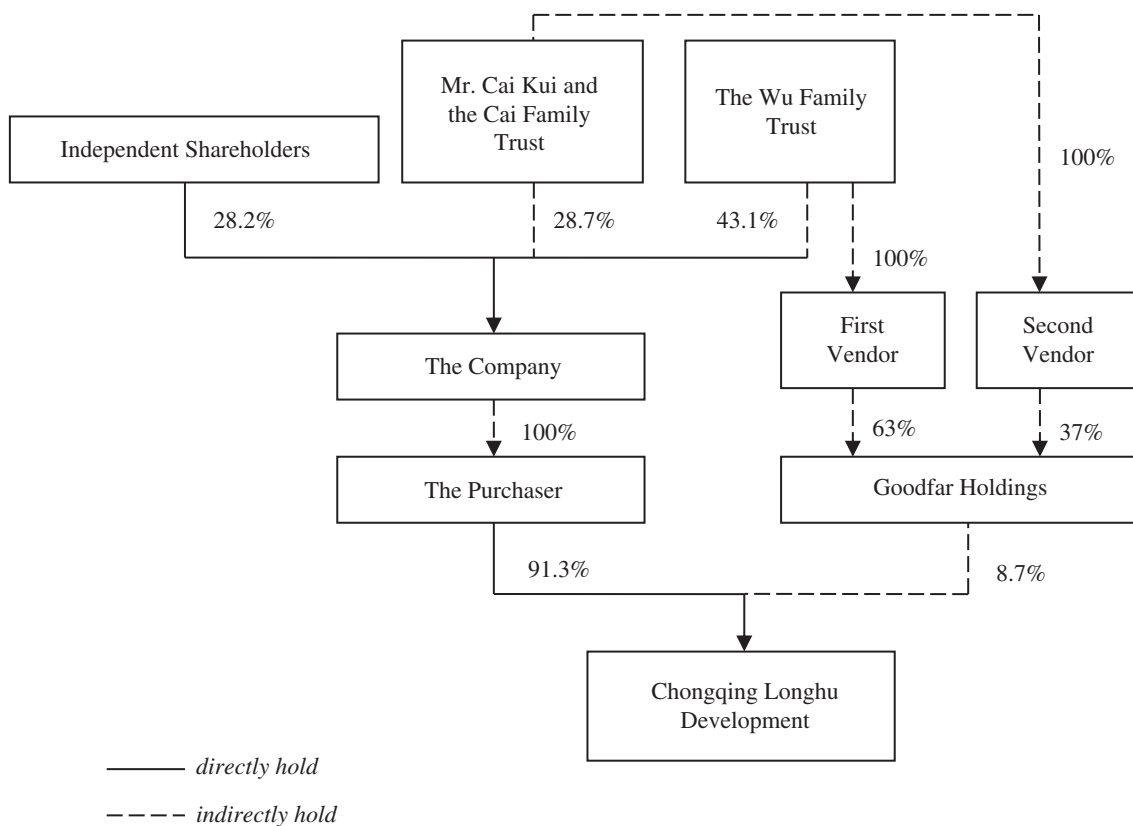 Mr. Cai Kui and
the Cai Family
Trust
The Wu Family
Trust
Independent Shareholders
100%
28.2%
28.7%
43.1%
100%
First
Vendor
Second
Vendor
The Company
100%
63%
37%
The Purchaser
Goodfar Holdings
91.3%
8.7%
Chongqing Longhu
Development
directly hold
indirectly hold